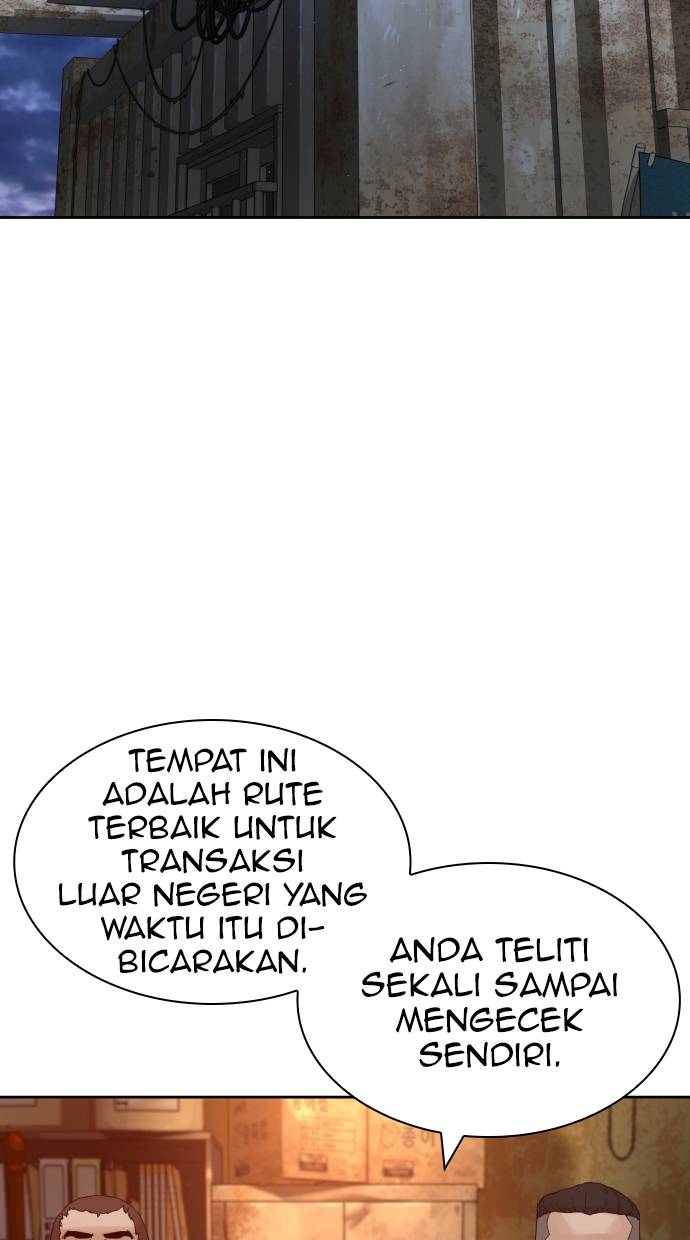 TEMPAT INI
ADALAH RUTE
TERBAIK UNTUK
TRANSAKSI
LUAR NEGERI YANG
WAKTU ITU DI-
BICARAKAN.
ANDA TELITI
SEKALI SAMPAI
MENGECEK
SENDIRI.